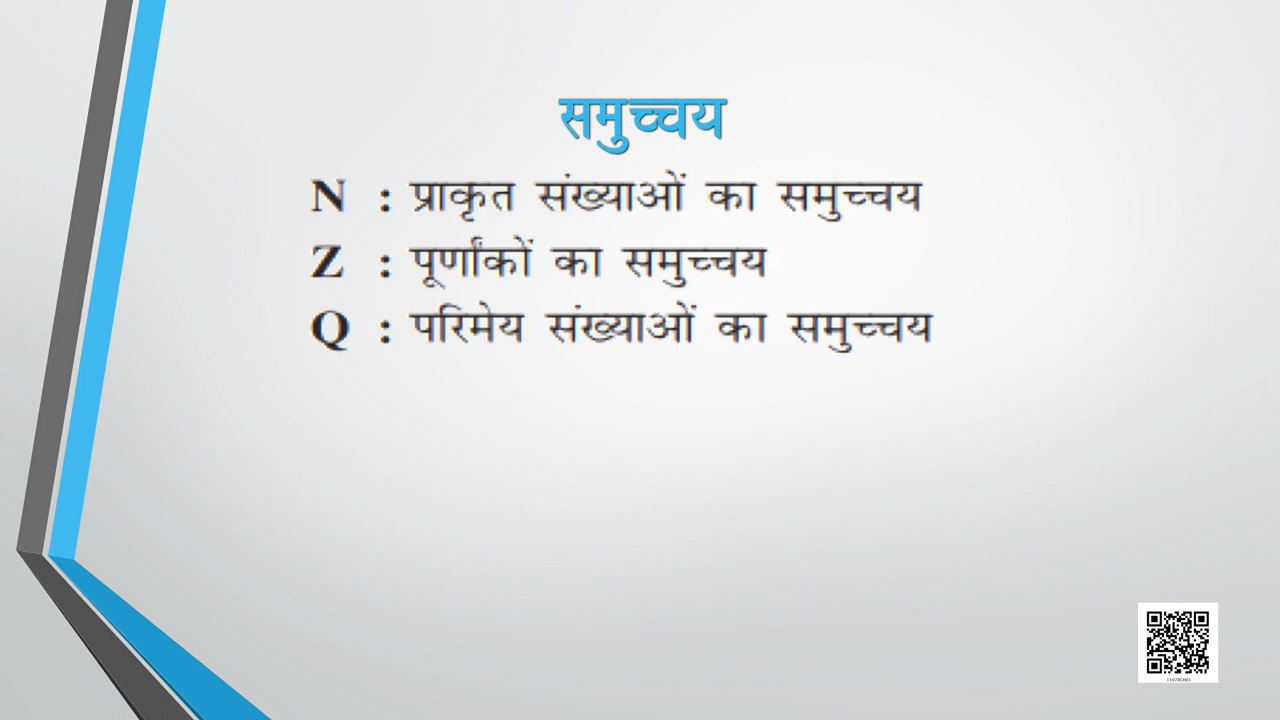 समुच्चय
N : प्राकृत संख्याओं का समुच्चय
Z : पूर्णांकों का समुच्चय
Q : परिमेय संख्याओं का समुच्चय